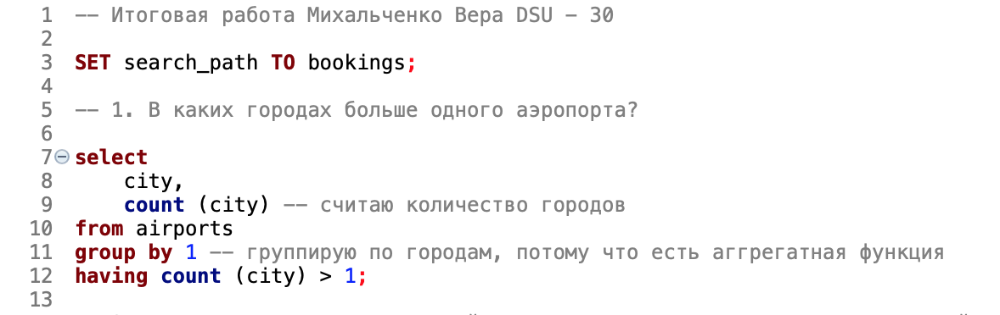 1 -- Итоговая работа Михальченко Вера DSU - 30
2
3 SET search_path TO bookings;
4
5 -- 1. В каких городах больше одного аэропорта?
6
7 select
8 city,
9 count (city) -- считаю количество городов
10 from airports
11 group by 1 -- группирую по городам, потому что есть аггрегатная функция
12 having count (city) > 1;
13